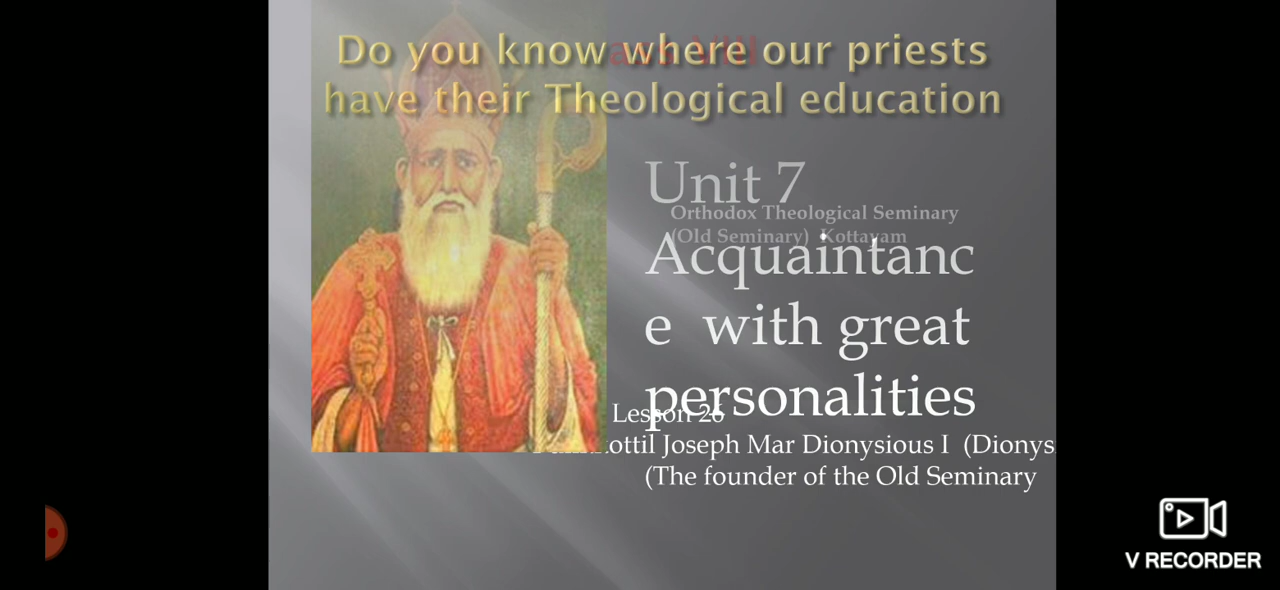 Do you know where our priests
have their Theological education
Unit 7
Orthodox Theological Seminary
(Old Seminary) Kottayam
Acquaintanc
e with great
personalities
Lesson 26
Joseph Mar Dionysious I (Dionys
(The founder of the Old Seminary
V RECORDER